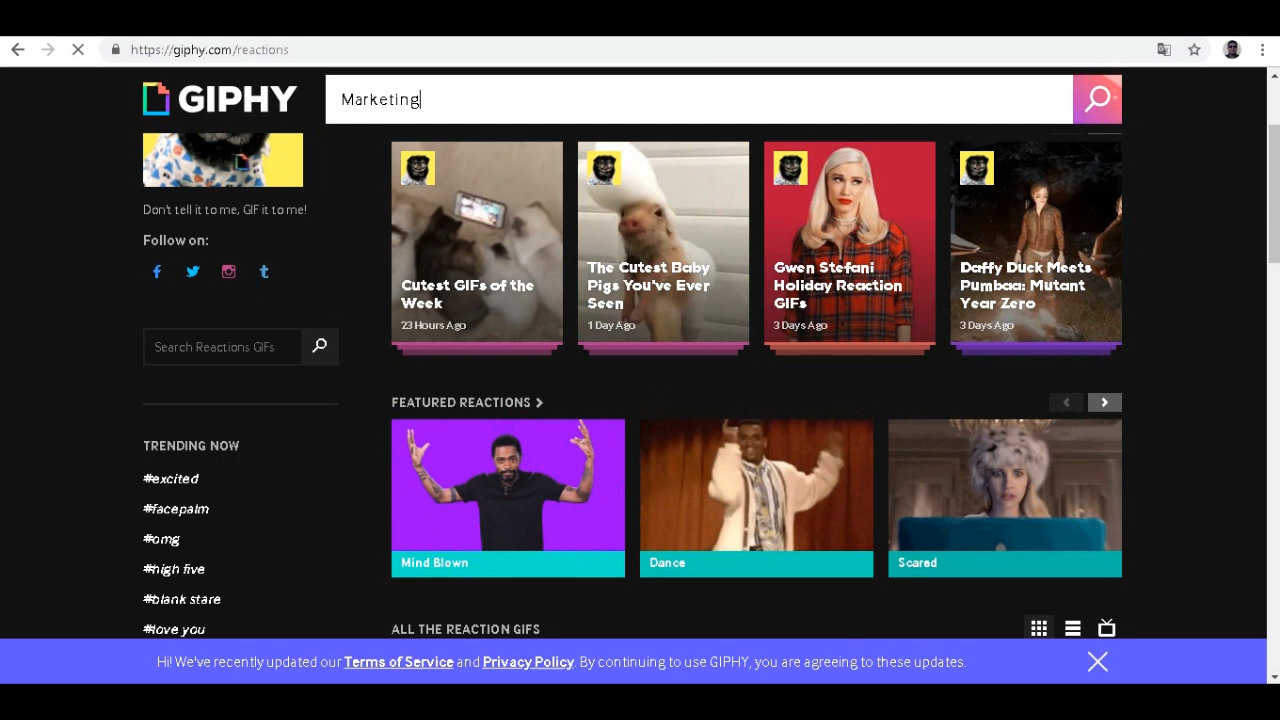 https://giphy.com/reactions
GIPHY
Marketing
Don't tell it to me, GIF it to me!
Follow on:
Search Reactions GIFs
TRENDING NOW
#excited
#facepalm
#omg
#high five
#blank stare
#love you
Cutest GIFs of the
Week
23 Hours Ago
The Cutest Baby
Pigs You've Ever
Seen
1 Day Ago
Gwen Stefani
Holiday Reaction
GIFs
3 Days Ago
Daffy Duck Meets
Pumbaa: Mutant
Year Zero
3 Days Ago
FEATURED REACTIONS
Mind Blown
Dance
Scared
ALL THE REACTION GIFS
Hi! We've recently updated our Terms of Service and Privacy Policy. By continuing to use GIPHY, you are agreeing to these updates.